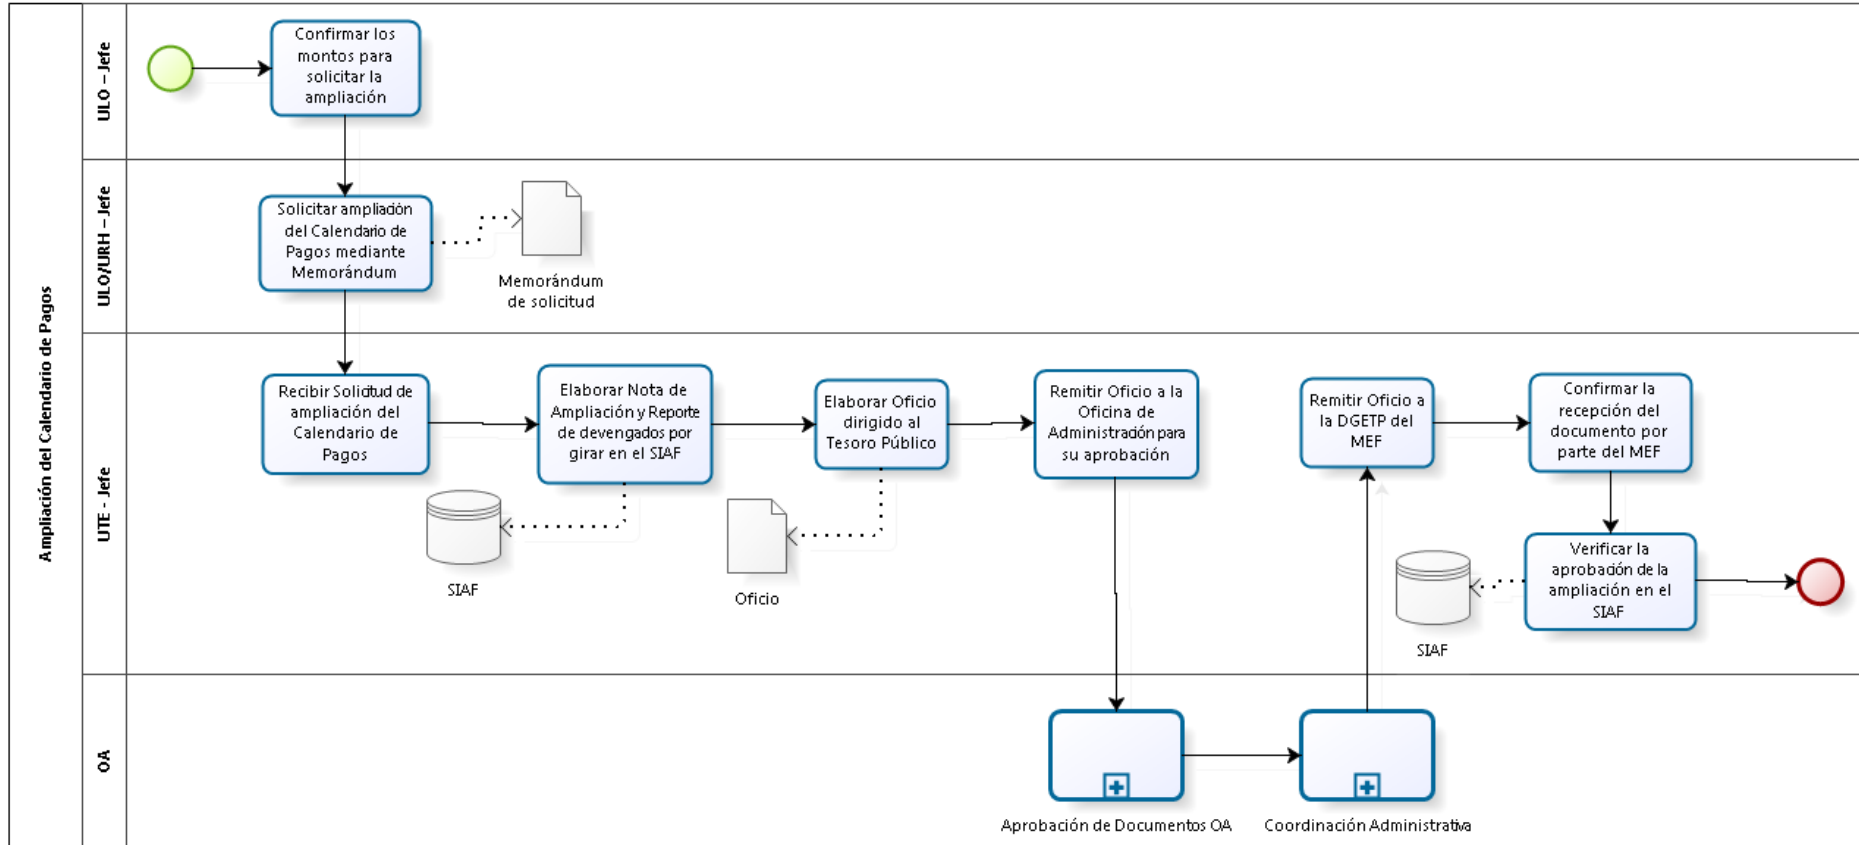 Ampliación del Calendario de Pagos
ULO – Jefe
Confirmar los
montos para
solicitar la
ampliación
ULO/URH – Jefe
Solicitar ampliación
del Calendario de
Pagos mediante
Memorándum
Memorándum
de solicitud
UTE - Jefe
Recibir Solicitud de
ampliación del
Calendario de
Pagos
Elaborar Nota de
Ampliación y Reporte
de devengados por
girar en el SIAF
SIAF
Elaborar Oficio
dirigido al
Tesoro Público
Oficio
Remitir Oficio a la
Oficina de
Administración para
su aprobación
Remitir Oficio a
la DGETP del
MEF
Confirmar la
recepción del
documento por
parte del MEF
Verificar la
aprobación de la
ampliación en el
SIAF
SIAF
OA
Aprobación de Documentos OA
Coordinación Administrativa